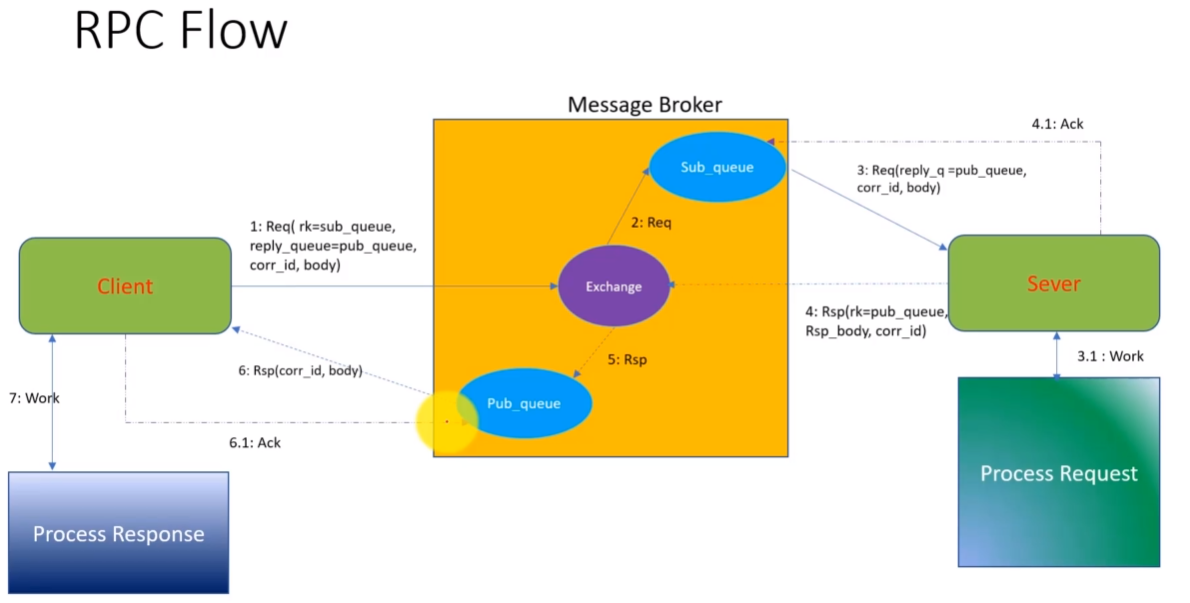 RPC Flow
Message Broker
4.1: Ack
Sub_queue
3: Req(reply_q =pub_queue,
corr_id, body)
1: Req( rk=sub_queue,
reply_queue=pub_queue,
corr_id, body)
2: Req
Client
Exchange
Sever
4: Rsp(rk=pub_queue,
Rsp_body, corr_id)
3.1 : Work
5: Rsp
6: Rsp(corr_id, body)
7: Work
Pub_queue
6.1: Ack
Process Request
Process Response